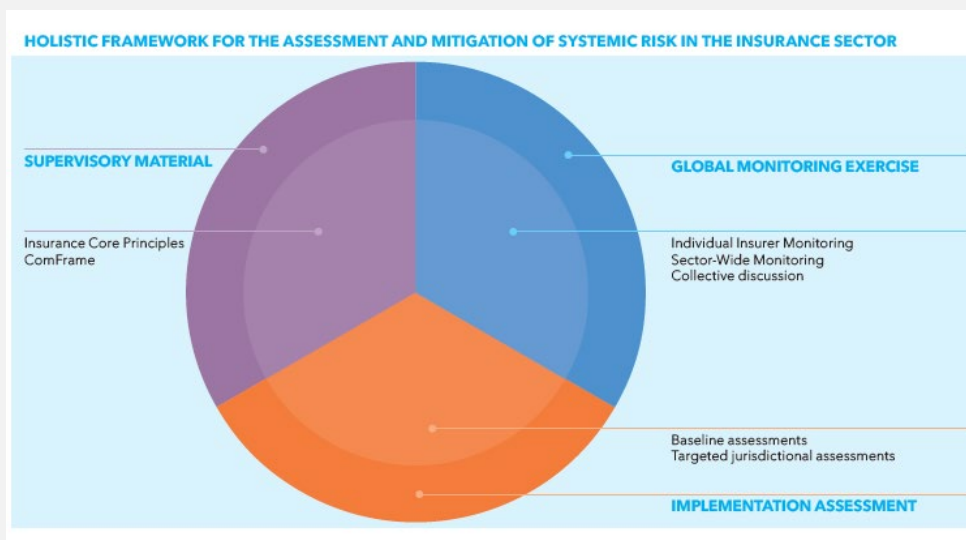 HOLISTIC FRAMEWORK FOR THE ASSESSMENT AND MITIGATION OF SYSTEMIC RISK IN THE INSURANCE SECTOR
SUPERVISORY MATERIAL
Insurance Core Principles
ComFrame
GLOBAL MONITORING EXERCISE
Individual Insurer Monitoring
Sector-Wide Monitoring
Collective discussion
Baseline assessments
Targeted jurisdictional assessments
IMPLEMENTATION ASSESSMENT